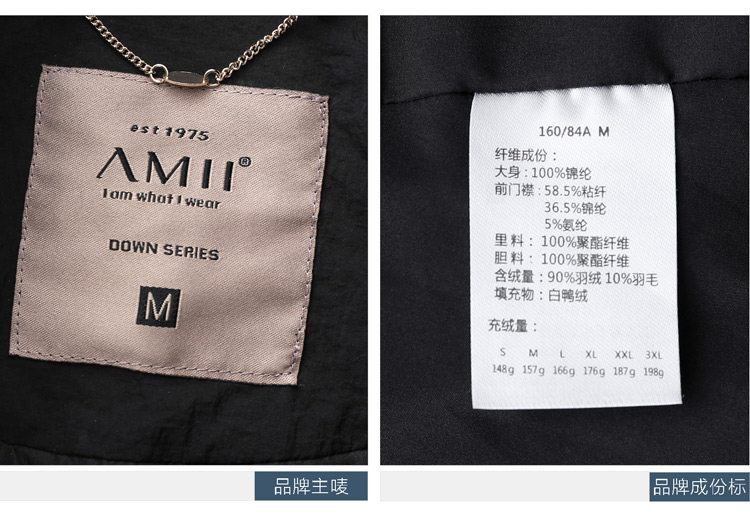 est 1975
AMII®
I am what I wear
DOWN SERIES
M
160/84A M
纤维成份：
大身：100%锦纶
前门襟：58.5%粘纤
36.5%锦纶
5%氨纶
里料：100%聚酯纤维
胆料：100%聚酯纤维
含绒量：90%羽绒 10%羽毛
填充物：白鸭绒
充绒量：
S M L XL XXL 3XL
148g 157g 166g 176g 187g 198g
品牌主唛
品牌成份标